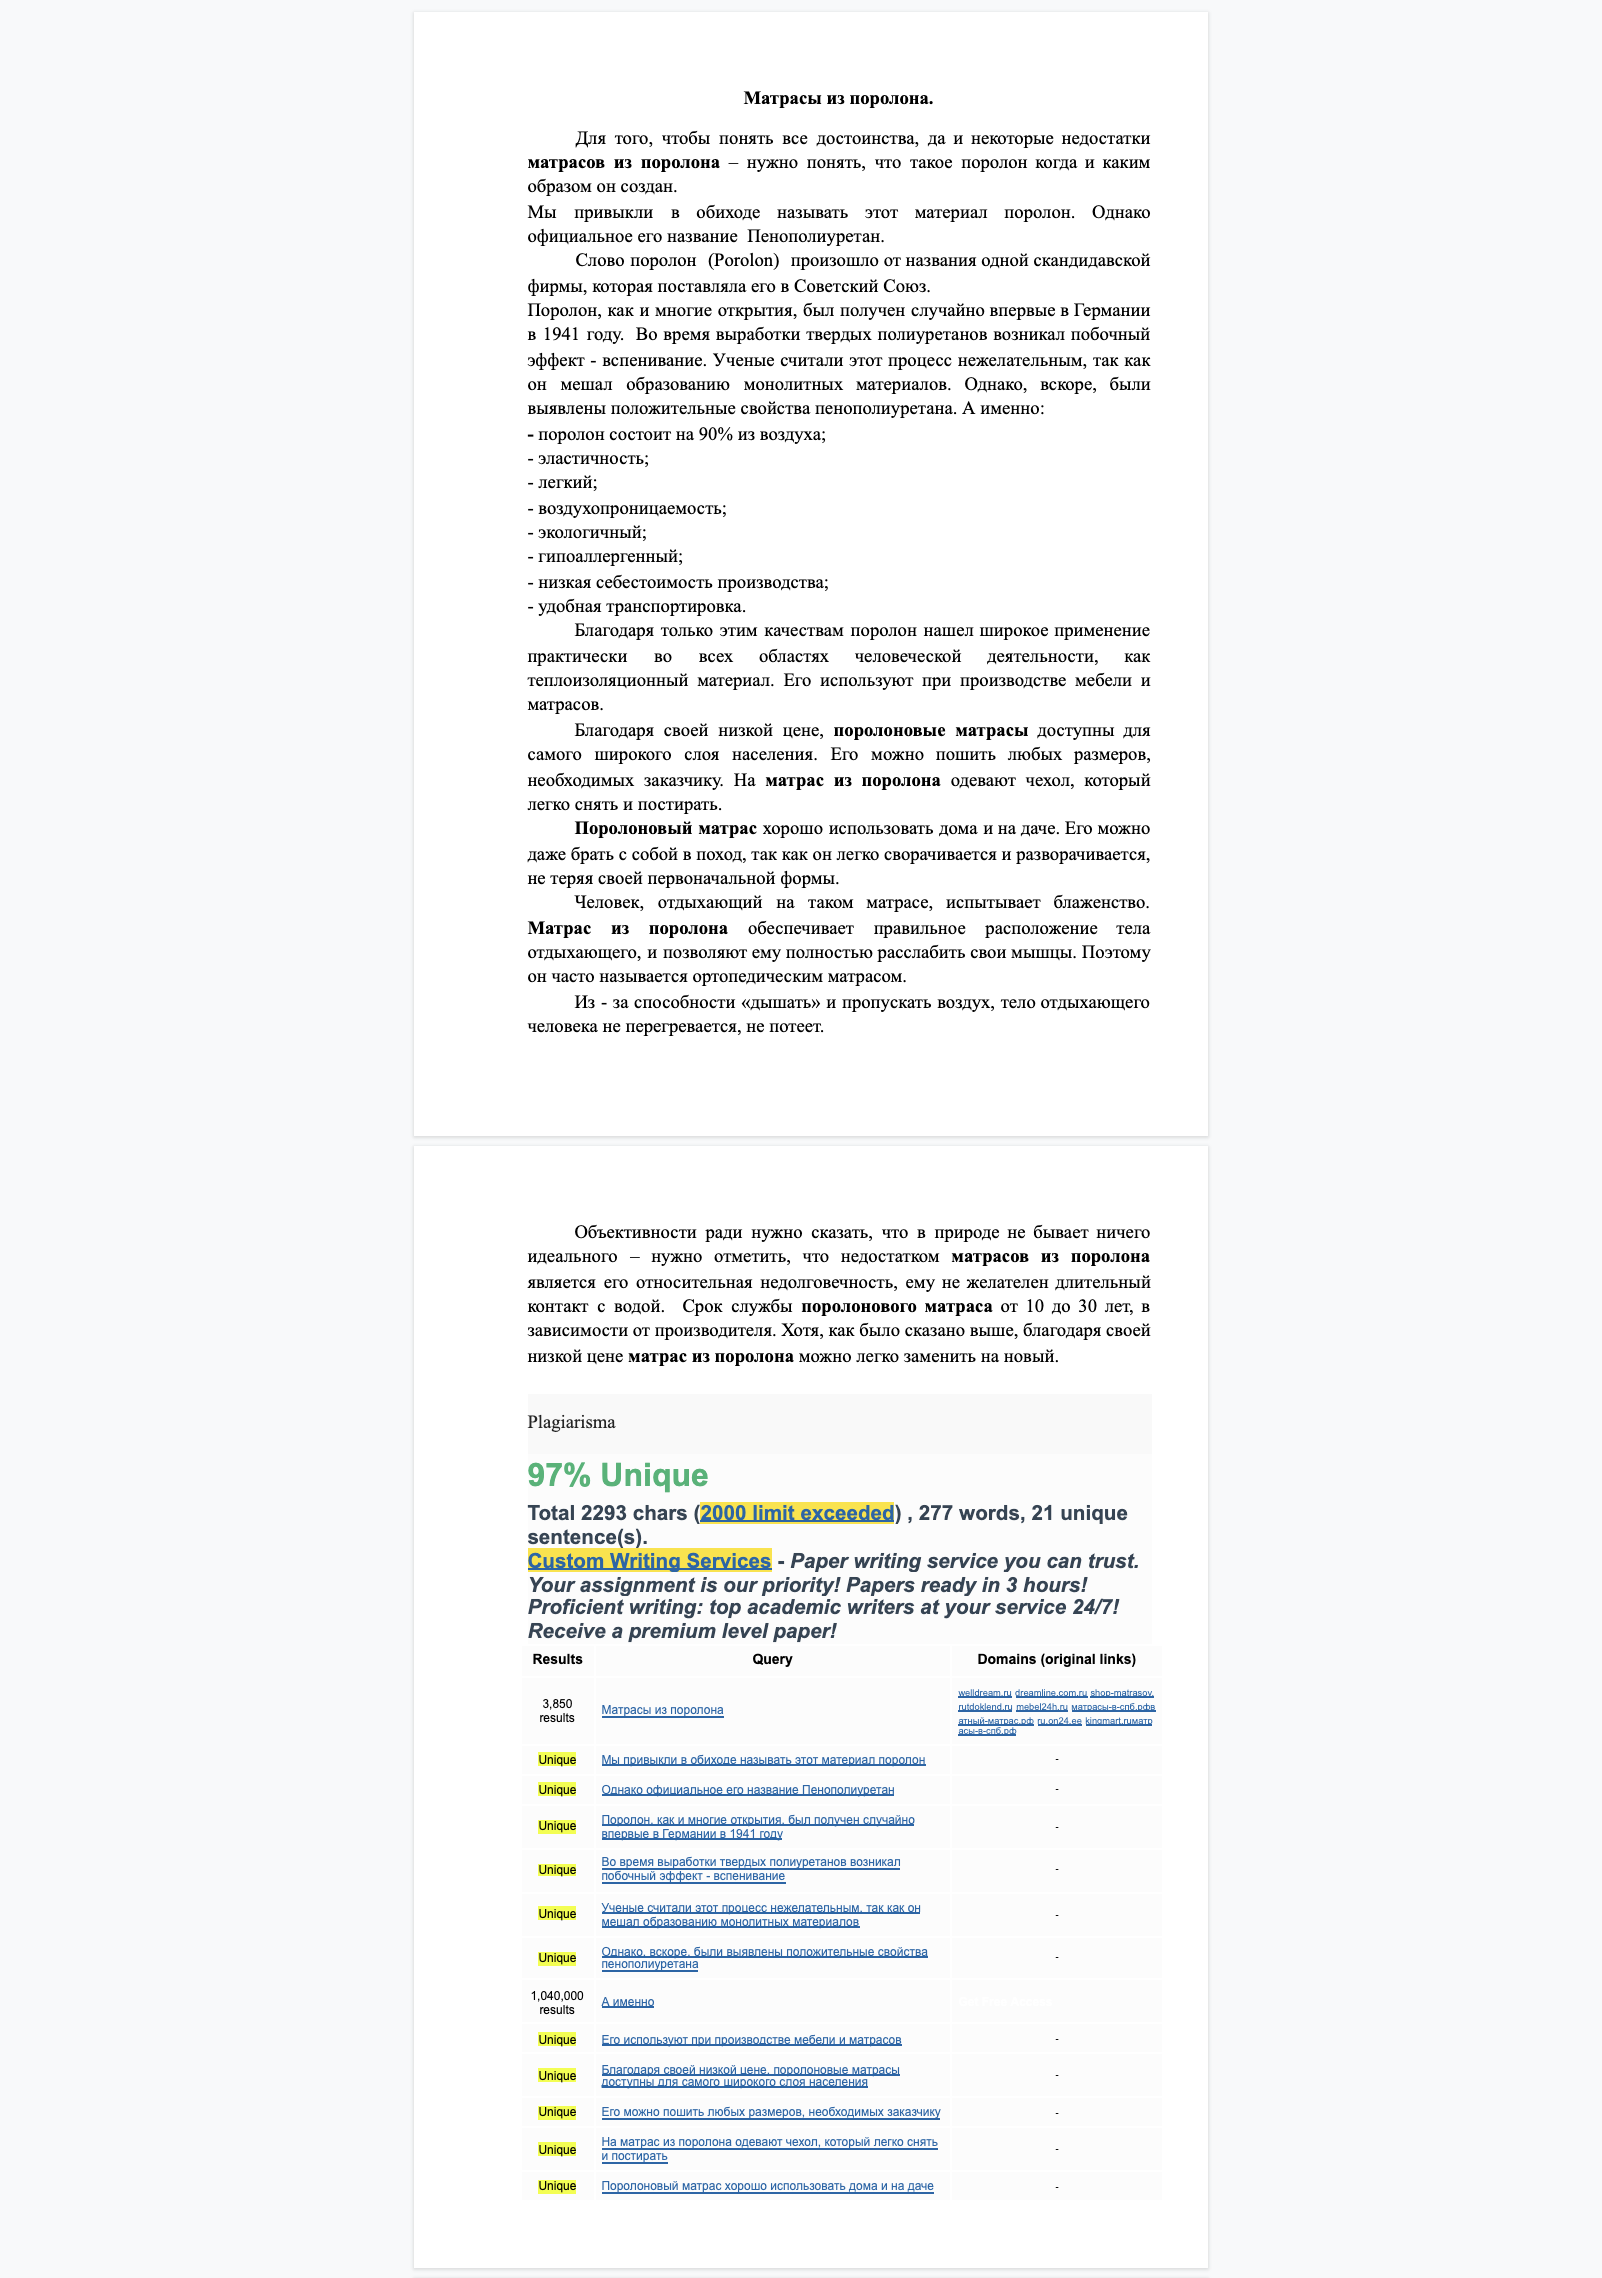 Матрасы из поролона.
Для того, чтобы понять все достоинства, да и некоторые недостатки
матрасов из поролона – нужно понять, что такое поролон когда и каким
образом он создан.
Мы привыкли в обиходе называть этот материал поролон. Однако
официальное его название  Пенополиуретан.
Слово поролон  (Porolon)  произошло от названия одной скандидавской
фирмы, которая поставляла его в Советский Союз.
Поролон, как и многие открытия, был получен случайно впервые в Германии
в 1941 году.  Во время выработки твердых полиуретанов возникал побочный
эффект - вспенивание. Ученые считали этот процесс нежелательным, так как
он мешал образованию монолитных материалов. Однако, вскоре, были
выявлены положительные свойства пенополиуретана. А именно:
- поролон состоит на 90% из воздуха;
- эластичность;
- легкий;
- воздухопроницаемость;
- экологичный;
- гипоаллергенный;
- низкая себестоимость производства;
- удобная транспортировка.
Благодаря только этим качествам поролон нашел широкое применение
практически во всех областях человеческой деятельности, как
теплоизоляционный материал. Его используют при производстве мебели и
матрасов.
Благодаря своей низкой цене, поролоновые матрасы доступны для
самого широкого слоя населения. Его можно пошить любых размеров,
необходимых заказчику. На матрас из поролона одевают чехол, который
легко снять и постирать.
Поролоновый матрас хорошо использовать дома и на даче. Его можно
даже брать с собой в поход, так как он легко сворачивается и разворачивается,
не теряя своей первоначальной формы.
Человек, отдыхающий на таком матрасе, испытывает блаженство.
Матрас из поролона обеспечивает правильное расположение тела
отдыхающего, и позволяют ему полностью расслабить свои мышцы. Поэтому
он часто называется ортопедическим матрасом.
Из - за способности «дышать» и пропускать воздух, тело отдыхающего
человека не перегревается, не потеет.
Объективности ради нужно сказать, что в природе не бывает ничего
идеального – нужно отметить, что недостатком матрасов из поролона
является его относительная недолговечность, ему не желателен длительный
контакт с водой.  Срок службы поролонового матраса от 10 до 30 лет, в
зависимости от производителя. Хотя, как было сказано выше, благодаря своей
низкой цене матрас из поролона можно легко заменить на новый.
Plagiarisma
97% Unique
Total 2293 chars (2000 limit exceeded) , 277 words, 21 unique
sentence(s).
Custom Writing Services - Paper writing service you can trust.
Your assignment is our priority! Papers ready in 3 hours!
Proficient writing: top academic writers at your service 24/7!
Receive a premium level paper!
Results Query Domains (original links)
3,850
results
Матрасы из поролона
welldream.ru dreamline.com.ru shop-matrasov.
rutdoklend.ru mebel24h.ru матрасы-в-спб.рфв
атный-матрас.рф ru.on24.ee kingmart.ruматр
асы-в-спб.рф
Unique Мы привыкли в обиходе называть этот материал поролон -
Unique Однако официальное его название Пенополиуретан -
Unique Поролон, как и многие открытия, был получен случайно
впервые в Германии в 1941 году -
Unique Во время выработки твердых полиуретанов возникал
побочный эффект - вспенивание -
Unique Ученые считали этот процесс нежелательным, так как он
мешал образованию монолитных материалов -
Unique Однако, вскоре, были выявлены положительные свойства
пенополиуретана -
1,040,000
results
А именно
Unique Его используют при производстве мебели и матрасов -
Unique Благодаря своей низкой цене, поролоновые матрасы
доступны для самого широкого слоя населения -
Unique Его можно пошить любых размеров, необходимых заказчику -
Unique На матрас из поролона одевают чехол, который легко снять
и постирать -
Unique Поролоновый матрас хорошо использовать дома и на даче -